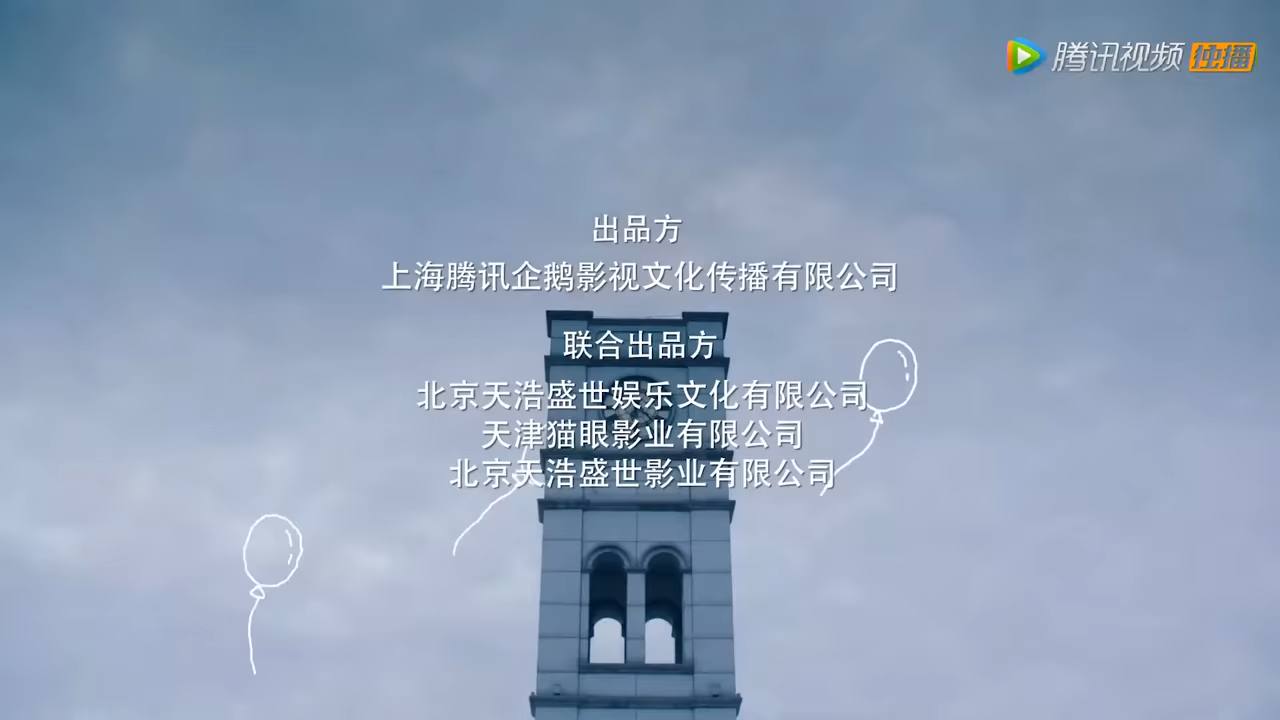 腾讯视频 独播
出品方
上海腾讯企鹅影视文化传播有限公司
联合出品方
北京天浩盛世娱乐文化有限公司
天津猫眼影业有限公司
北京天浩盛世影业有限公司